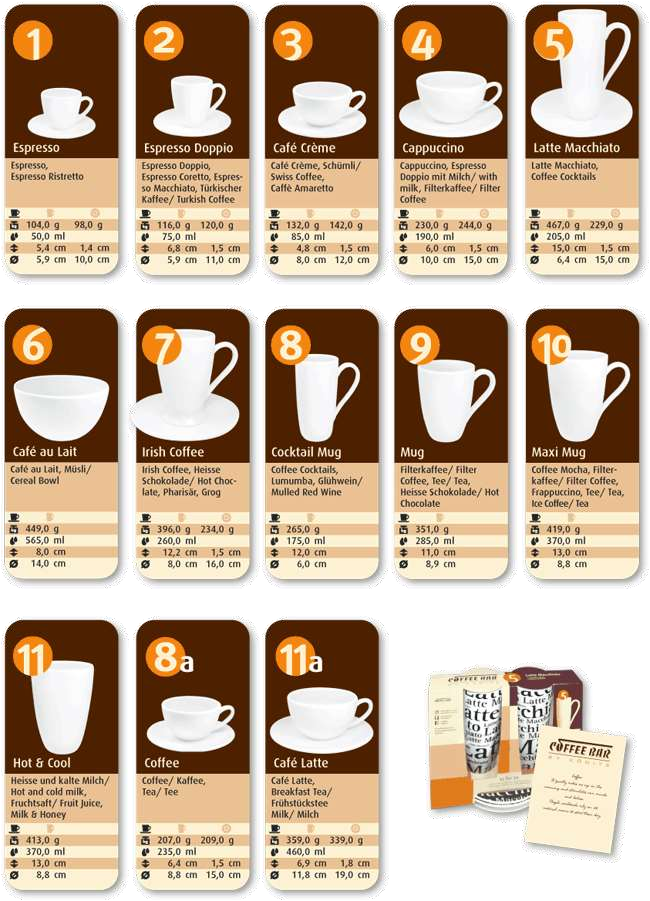 1
Espresso
Espresso,
Espresso Ristretto
104,0 g 98,0 g
50,0 ml
5,4 cm 1,4 cm
5,9 cm 10,0 cm
2
Espresso Doppio
Espresso Doppio,
Espresso Coretto, Espres-
so Macchiato, Türkischer
Kaffee/ Turkish Coffee
116,0 g 120,0 g
75,0 ml
6,8 cm 1,5 cm
5,9 cm 11,0 cm
3
Café Crème
Café Crème, Schümli/
Swiss Coffee,
Caffè Amaretto
132,0 g 142,0 g
85,0 ml
4,8 cm 1,5 cm
8,0 cm 12,0 cm
4
Cappuccino
Cappuccino, Espresso
Doppio mit Milch/ with
milk, Filterkaffee/ Filter
Coffee
230,0 g 244,0 g
190,0 ml
6,0 cm 1,5 cm
10,0 cm 15,0 cm
5
Latte Macchiato
Latte Macchiato,
Coffee Cocktails
467,0 g 229,0 g
205,0 ml
15,0 cm 1,5 cm
6,4 cm 15,0 cm
6
Café au Lait
Café au Lait, Müsli/
Cereal Bowl
449,0 g
565,0 ml
8,0 cm
14,0 cm
7
Irish Coffee
Irish Coffee, Heisse
Schokolade/ Hot Choc-
late, Pharisär, Grog
396,0 g 234,0 g
260,0 ml
12,2 cm 1,5 cm
8,0 cm 16,0 cm
8
Cocktail Mug
Coffee Cocktails,
Lumumba, Glühwein/
Mulled Red Wine
265,0 g
175,0 ml
12,0 cm
6,0 cm
9
Mug
Filterkaffee/ Filter
Coffee, Tee/ Tea,
Heisse Schokolade/ Hot
Chocolate
351,0 g
285,0 ml
11,0 cm
8,9 cm
10
Maxi Mug
Coffee Mocha, Filter-
kaffee/ Filter Coffee,
Frappuccino, Tee/ Tea,
Ice Coffee/ Tea
419,0 g
370,0 ml
13,0 cm
8,8 cm
11
Hot & Cool
Heisse und kalte Milch/
Hot and cold milk,
Fruchtsaft/ Fruit Juice,
Milk & Honey
413,0 g
370,0 ml
13,0 cm
8,8 cm
8a
Coffee
Coffee/ Kaffee,
Tea/ Tee
207,0 g 209,0 g
235,0 ml
6,4 cm 1,5 cm
8,8 cm 15,0 cm
11a
Café Latte
Café Latte,
Breakfast Tea/
Frühstückstee
Milk/ Milch
359,0 g 339,0 g
460,0 ml
6,9 cm 1,8 cm
11,8 cm 19,0 cm
COFFEE BAR
5
Latte Macchiato
5
COFFEE BAR
BY KÖNITZ
Coffee